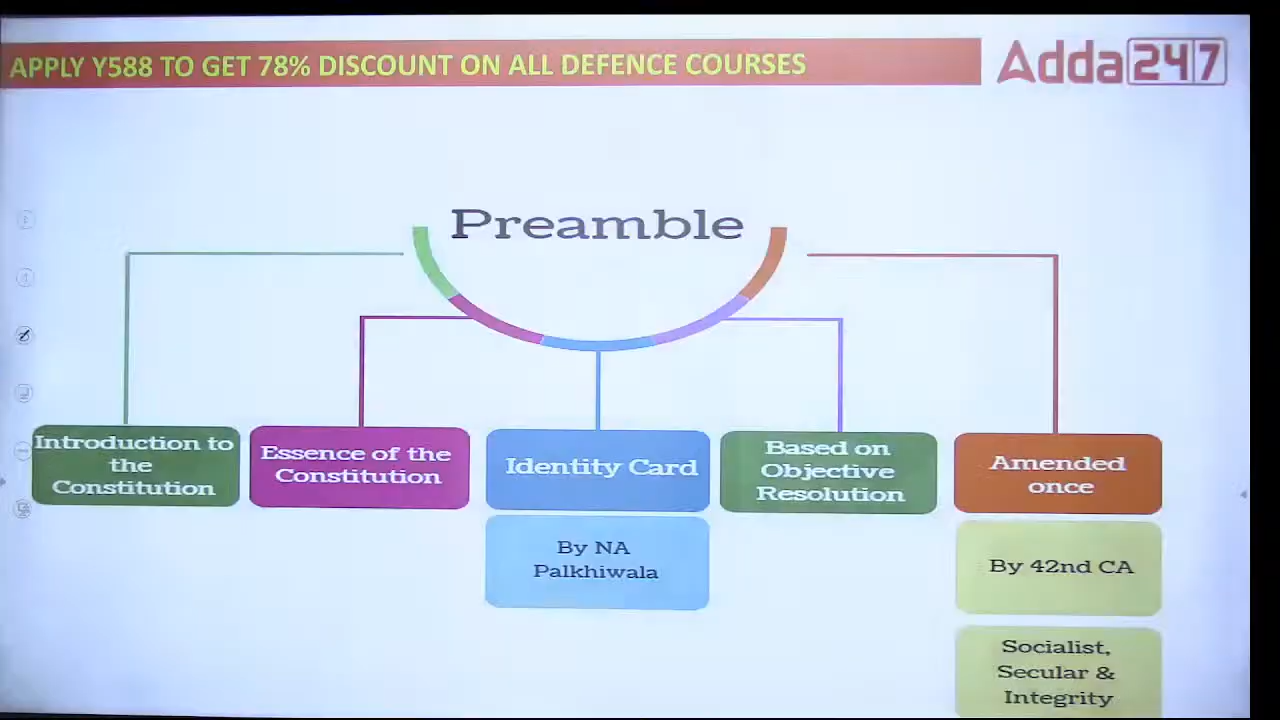 APPLY Y588 TO GET 78% DISCOUNT ON ALL DEFENCE COURSES
Adda247
Preamble
Introduction to
the
Constitution
Essence of the
Constitution
Identity Card
By NA
Palkhiwala
Based on
Objective
Resolution
Amended
once
By 42nd CA
Socialist,
Secular &
Integrity